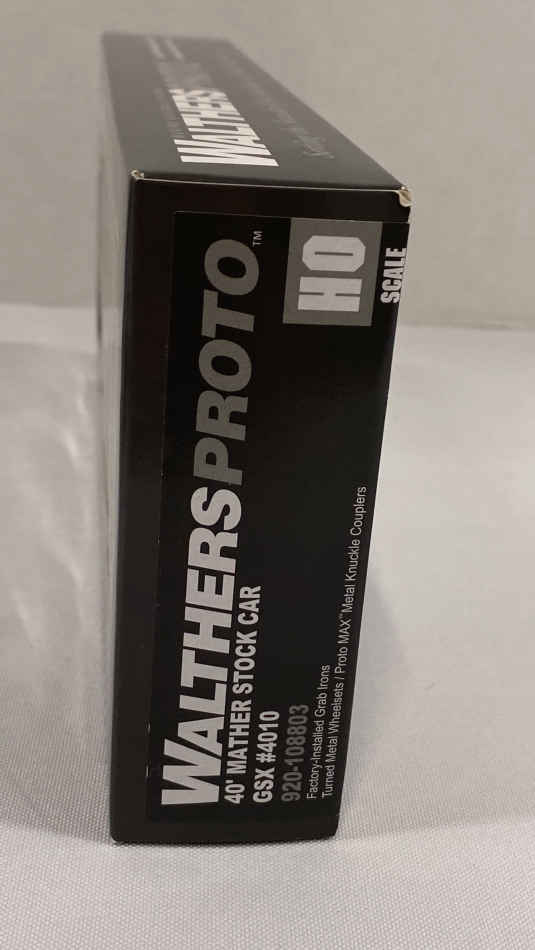 WALTHERS
WALTHERSPROTO™
HO
SCALE
40' MATHER STOCK CAR
GSX #4010
920-108803
Factory-Installed Grab Irons
Turned Metal Wheelsets / Proto MAX™ Metal Knuckle Couplers